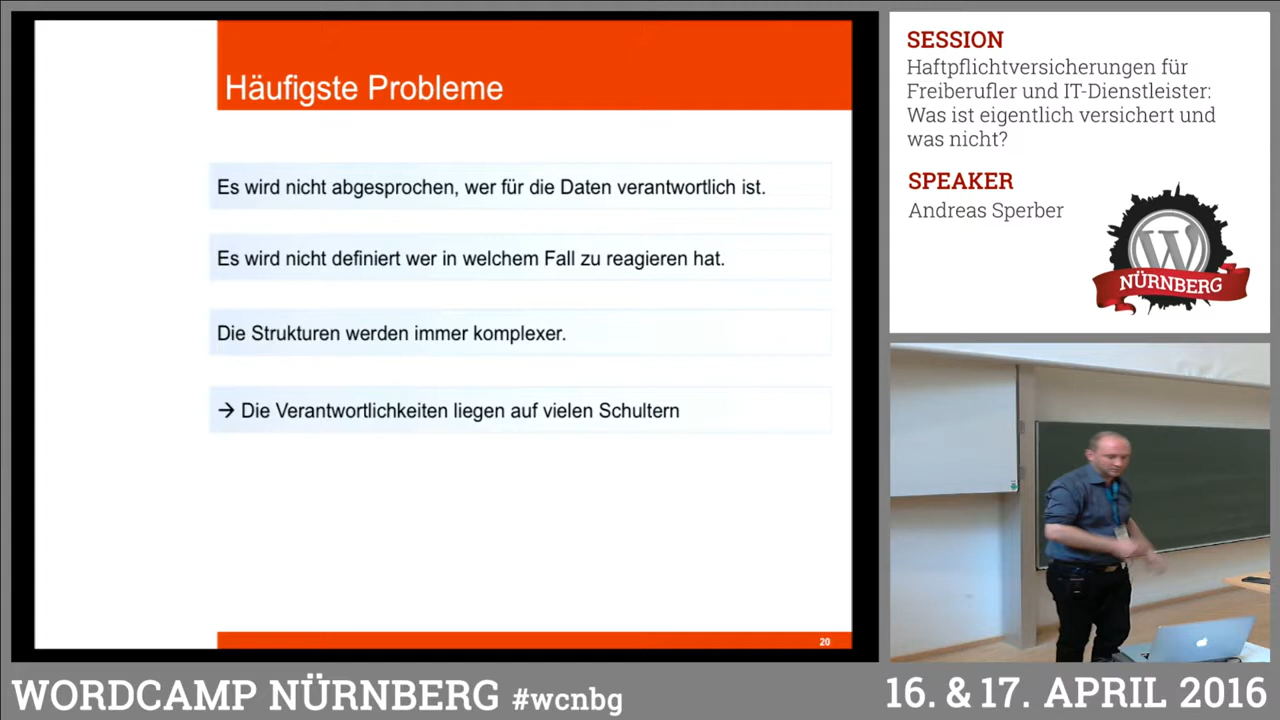 Häufigste Probleme
Es wird nicht abgesprochen, wer für die Daten verantwortlich ist.
Es wird nicht definiert wer in welchem Fall zu reagieren hat.
Die Strukturen werden immer komplexer.
→ Die Verantwortlichkeiten liegen auf vielen Schultern
20
SESSION
Haftpflichtversicherungen für
Freiberufler und IT-Dienstleister:
Was ist eigentlich versichert und
was nicht?
SPEAKER
Andreas Sperber
W
NÜRNBERG
WORDCAMP NÜRNBERG #wcnbg
16. & 17. APRIL 2016